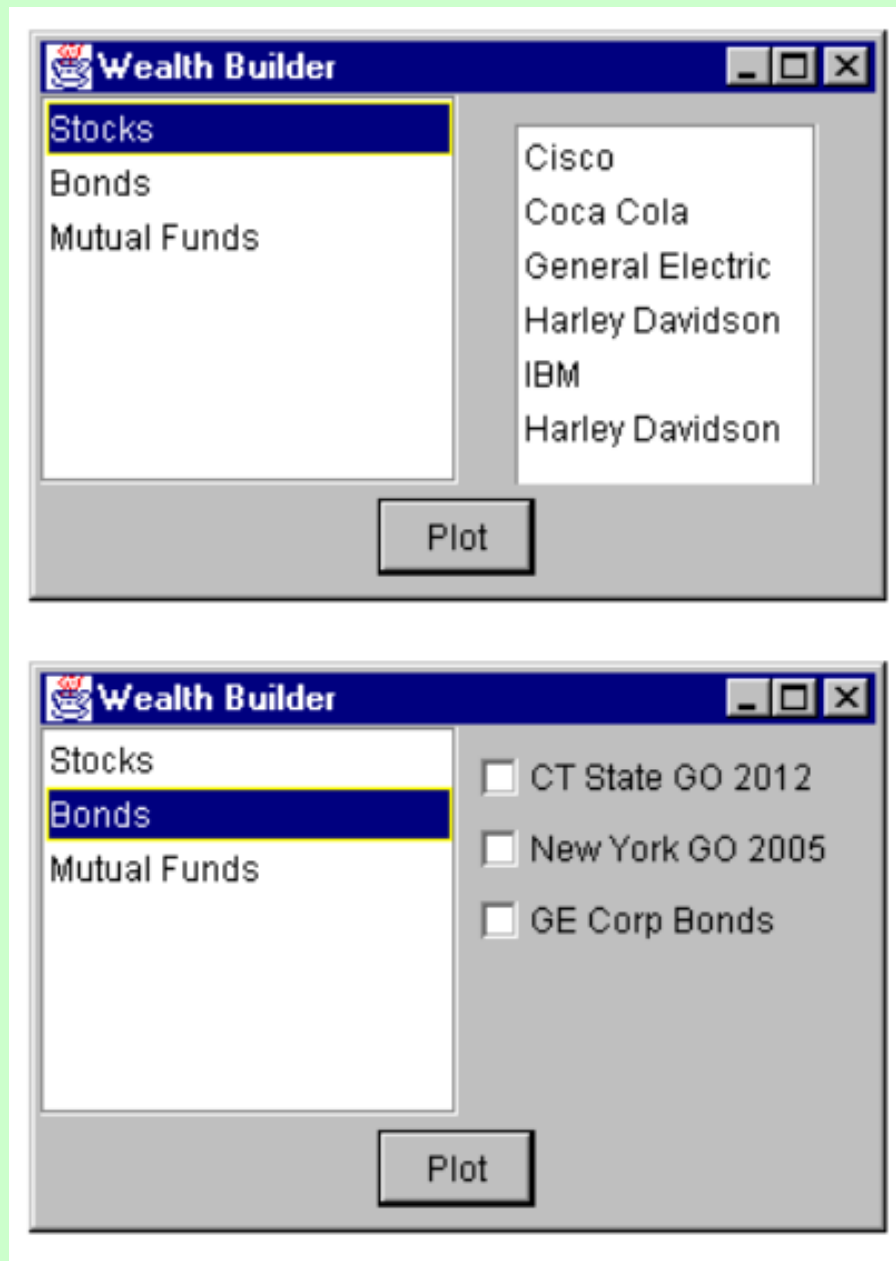 Wealth Builder
Stocks
Bonds
Mutual Funds
Cisco
Coca Cola
General Electric
Harley Davidson
IBM
Harley Davidson
Plot
Wealth Builder
Stocks
Bonds
Mutual Funds
CT State GO 2012
New York GO 2005
GE Corp Bonds
Plot